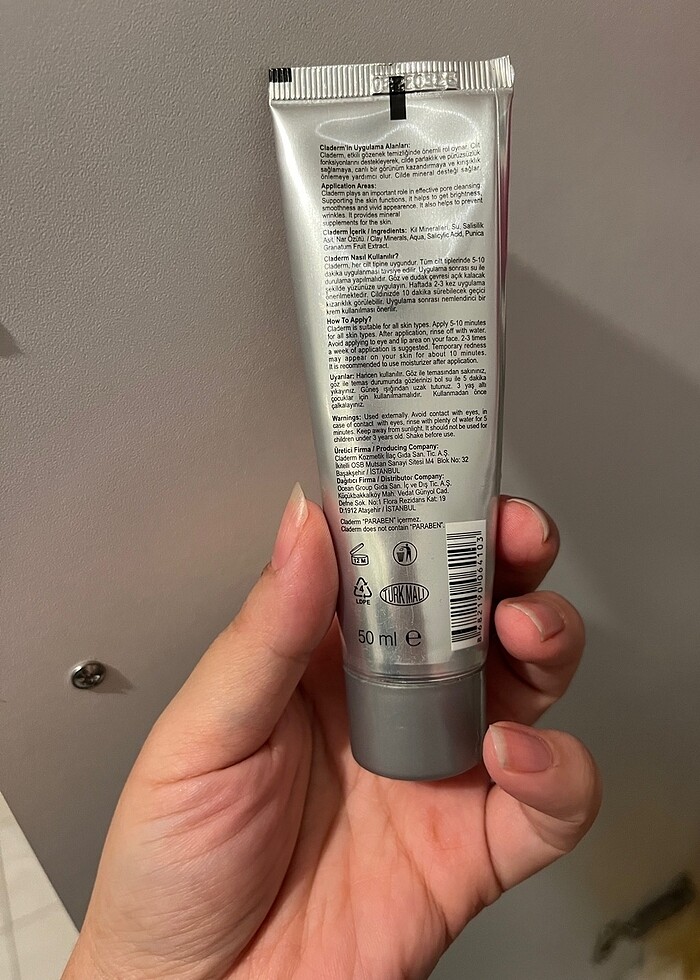 Claderm'in Uygulama Alanları:
Claderm, etkili gözenek temizliğinde önemli rol oynar. Cilt
fonksiyonlarını destekleyerek, cilde parlaklık ve pürüzsüzlük
sağlamaya, canlı bir görünüm kazandırmaya ve kırışıklık
önlemeye yardımcı olur. Cilde mineral desteği sağlar.
Application Areas:
Claderm plays an important role in effective pore cleansing.
Supporting the skin functions, it helps to get brightness,
smoothness and vivid appearance. It also helps to prevent
wrinkles. It provides mineral
supplements for the skin.
Claderm İçerik / Ingredients: Kil Mineralleri, Su, Salisilik
Asit, Nar Özütü. / Clay Minerals, Aqua, Salicylic Acid, Punica
Granatum Fruit Extract.
Claderm Nasıl Kullanılır?
Claderm, her cilt tipine uygundur. Tüm cilt tiplerinde 5-10
dakika uygulanması tavsiye edilir. Uygulama sonrası su ile
durulama yapılmalıdır. Göz ve dudak çevresi açık kalacak
şekilde yüzünüze uygulayın. Haftada 2-3 kez uygulama
önerilmektedir. Cildinizde 10 dakika sürebilecek geçici
kızarıklık görülebilir. Uygulama sonrası nemlendirici bir
krem kullanılması önerilir.
How To Apply?
Claderm is suitable for all skin types. Apply 5-10 minutes
for all skin types. After application, rinse off with water.
Avoid applying to eye and lip area on your face. 2-3 times
a week of application is suggested. Temporary redness
may appear on your skin for about 10 minutes.
It is recommended to use moisturizer after application.
Uyarılar: Haricen kullanılır. Göz ile temasından sakınınız,
göz ile temas durumunda gözlerinizi bol su ile 5 dakika
yıkayınız. Güneş ışığından uzak tutunuz. 3 yaş altı
çocuklar için kullanılmamalıdır. Kullanmadan önce
çalkalayınız.
Warnings: Used externally. Avoid contact with eyes, in
case of contact with eyes, rinse with plenty of water for 5
minutes. Keep away from sunlight. It should not be used for
children under 3 years old. Shake before use.
Üretici Firma / Producing Company:
Claderm Kozmetik İlaç Gıda San. Tic. A.Ş.
İkitelli OSB Mutsan Sanayi Sitesi M4 Blok No: 32
Başakşehir / İSTANBUL
Dağıtıcı Firma / Distributor Company:
Ocean Group Gıda San. İç ve Dış Tic. A.Ş.
Küçükbakkalköy Mah. Vedat Günyol Cad.
Defne Sok. No:1 Flora Rezidans Kat: 19
D:1912 Ataşehir / İSTANBUL
Claderm "PARABEN" içermez.
Claderm does not contain "PARABEN".
12 M
4
LDPE
TÜRK MALI
8682190064103
50 ml e